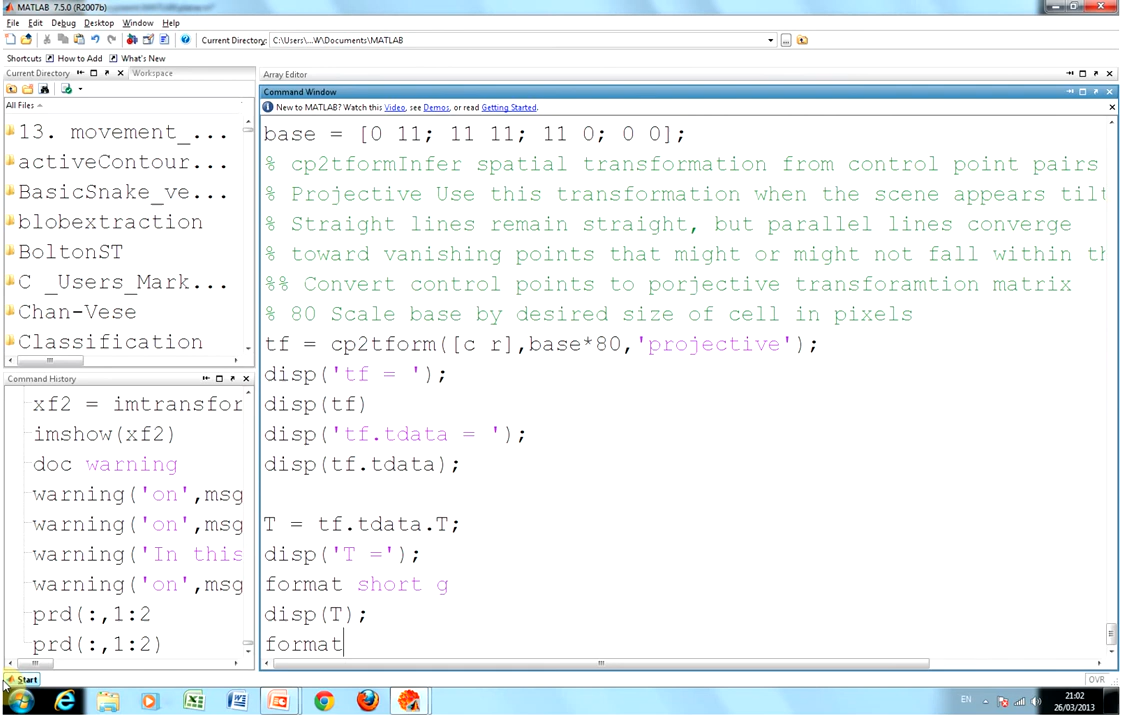 MATLAB 7.5.0 (R2007b)
File Edit Debug Desktop Window Help
Current Directory: C:\Users\...W\Documents\MATLAB
Shortcuts How to Add What's New
Current Directory Workspace
All Files
13. movement_...
activeContour...
BasicSnake_ve...
blobextraction
BoltonST
C _Users_Mark...
Chan-Vese
Classification
Command History
xf2 = imtransfor
imshow(xf2)
doc warning
warning('on',msg
warning('on',msg
warning('In this
warning('on',msg
prd(:,1:2
prd(:,1:2)
Array Editor
Command Window
New to MATLAB? Watch this Video, see Demos, or read Getting Started.
base = [0 11; 11 11; 11 0; 0 0];
% cp2tformInfer spatial transformation from control point pairs
% Projective Use this transformation when the scene appears tilt
% Straight lines remain straight, but parallel lines converge
% toward vanishing points that might or might not fall within th
%% Convert control points to porjective transforamtion matrix
% 80 Scale base by desired size of cell in pixels
tf = cp2tform([c r],base*80,'projective');
disp('tf = ');
disp(tf)
disp('tf.tdata = ');
disp(tf.tdata);
T = tf.tdata.T;
disp('T =');
format short g
disp(T);
format
Start
OVR
EN
21:02
26/03/2013